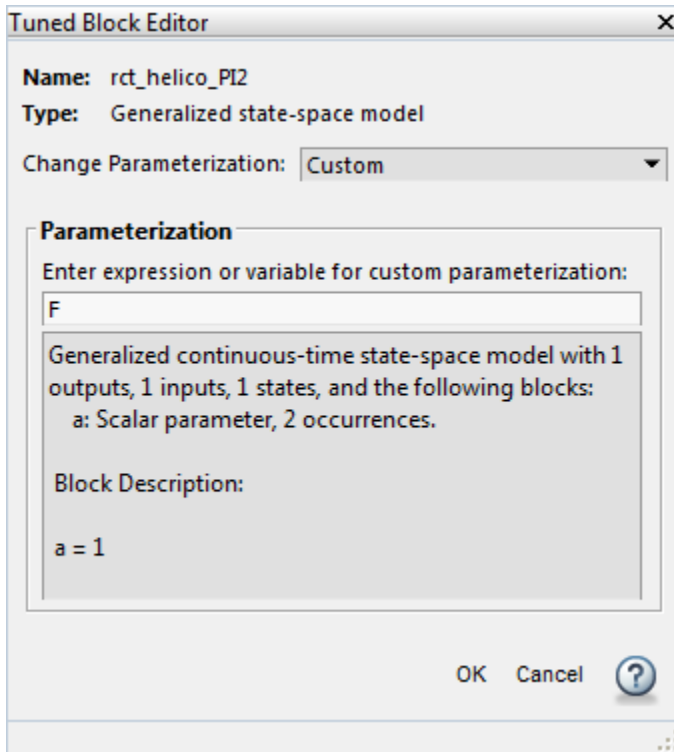 Tuned Block Editor
Name: rct_helico_PI2
Type: Generalized state-space model
Change Parameterization: Custom
Parameterization
Enter expression or variable for custom parameterization:
F
Generalized continuous-time state-space model with 1
outputs, 1 inputs, 1 states, and the following blocks:
a: Scalar parameter, 2 occurrences.
Block Description:
a = 1
OK Cancel ?